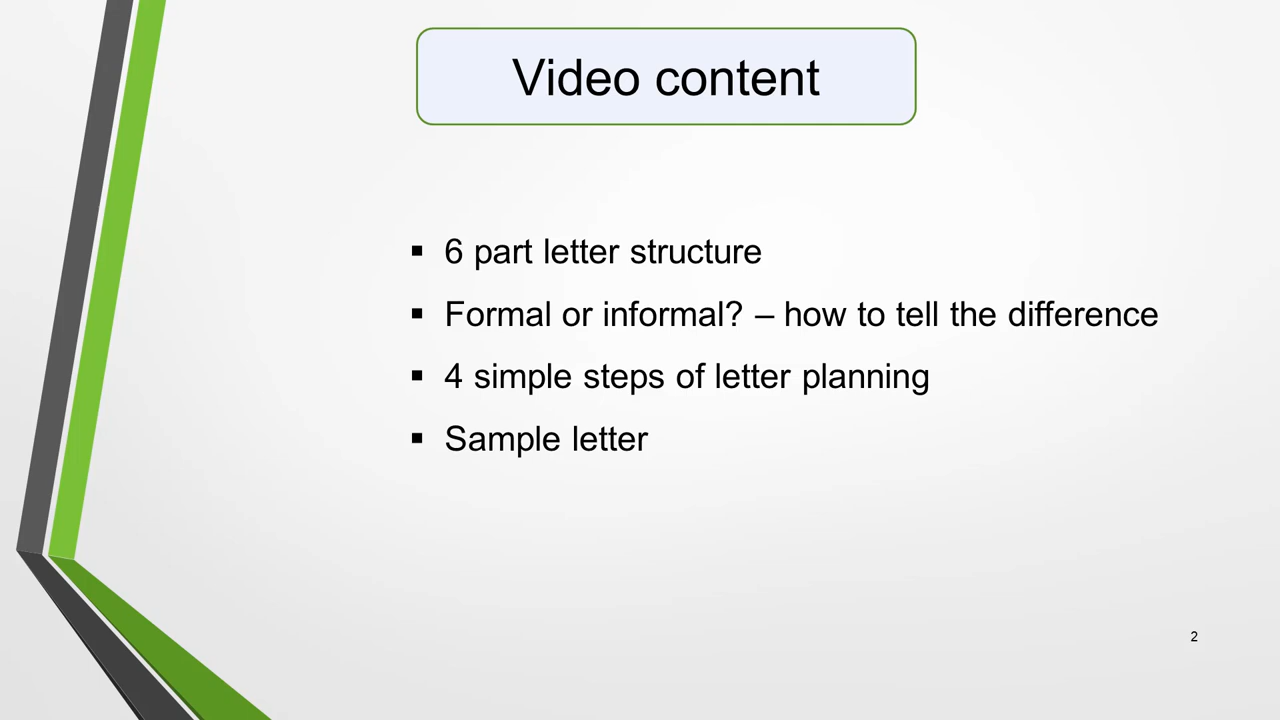 Video content
▪ 6 part letter structure
▪ Formal or informal? – how to tell the difference
▪ 4 simple steps of letter planning
▪ Sample letter
2